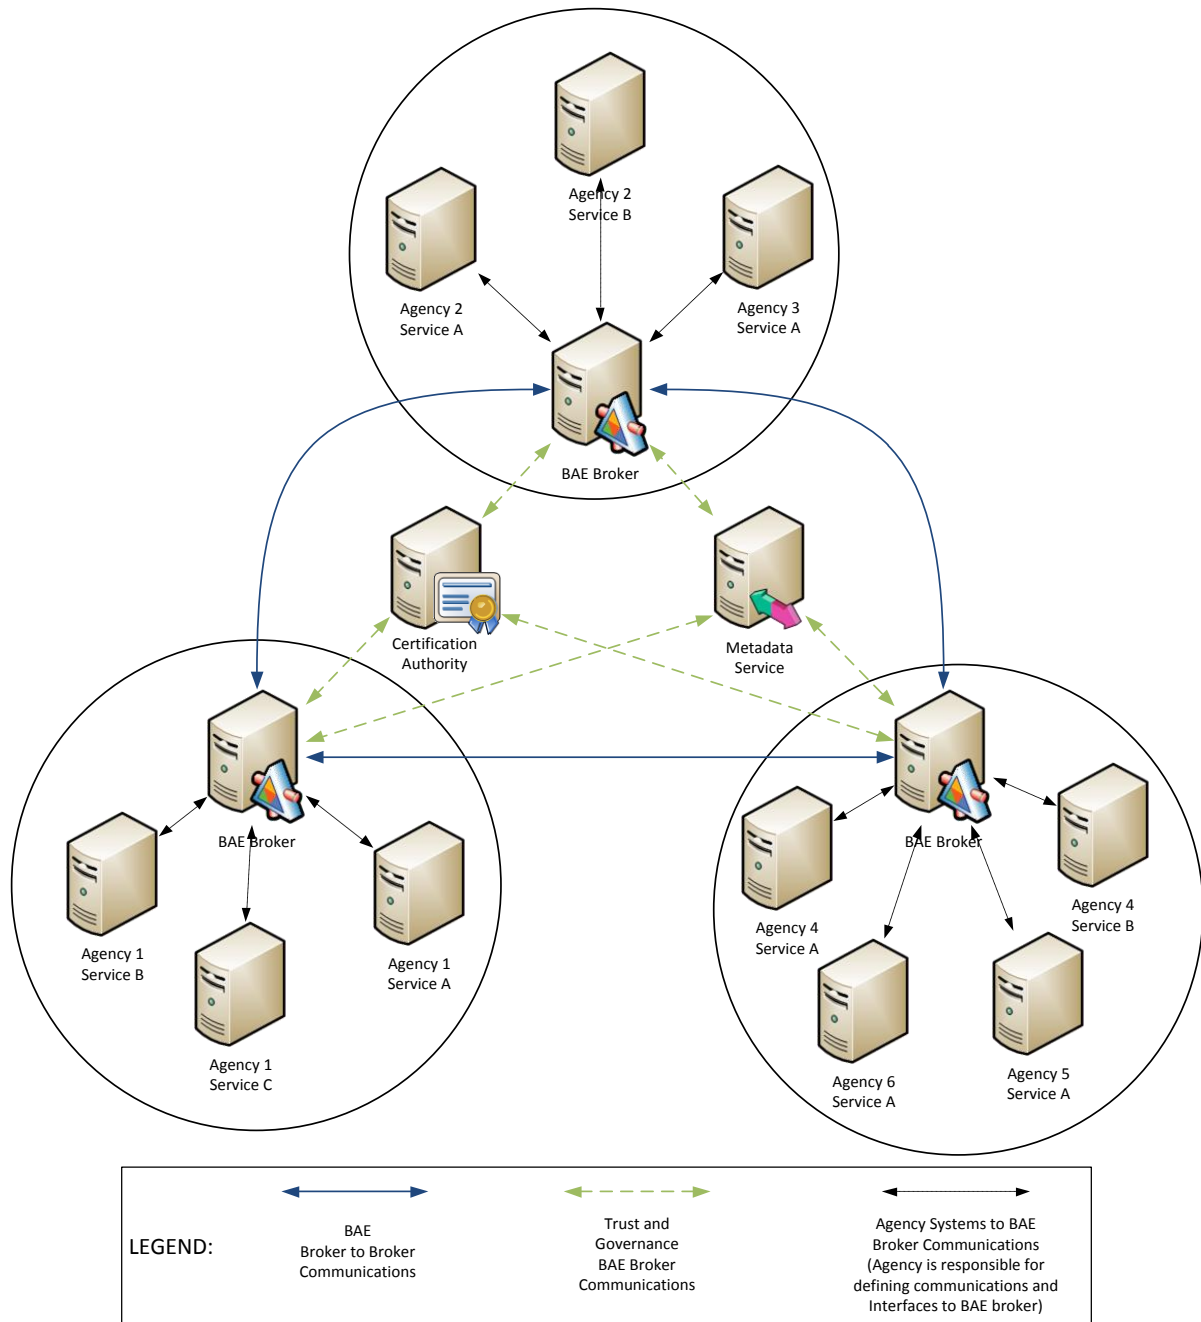 Agency 2
Service B
Agency 2
Service A
Agency 3
Service A
BAE Broker
Certification
Authority
Metadata
Service
BAE Broker
BAE Broker
Agency 1
Service B
Agency 1
Service A
Agency 1
Service C
Agency 4
Service A
Agency 4
Service B
Agency 6
Service A
Agency 5
Service A
LEGEND:
BAE
Broker to Broker
Communications
Trust and
Governance
BAE Broker
Communications
Agency Systems to BAE
Broker Communications
(Agency is responsible for
defining communications and
Interfaces to BAE broker)